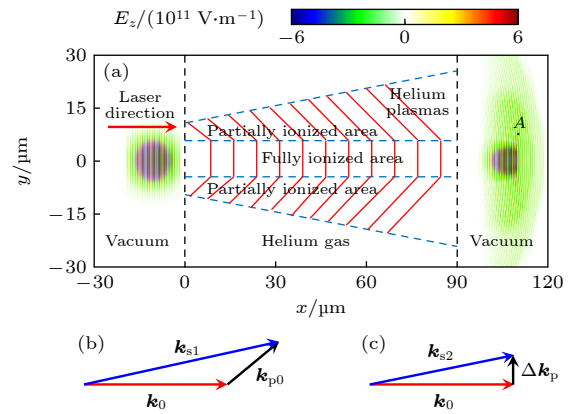 E_z/(10^11 V·m^−1)
−6 0 6
(a)
Laser
direction
Helium
plasmas
A
Partially ionized area
Fully ionized area
Partially ionized area
Vacuum
Helium gas
Vacuum
30
15
0
−15
−30
y/μm
−30 0 30 60 90 120
x/μm
(b)
k_s1
k_p0
k_0
(c)
k_s2
Δk_p
k_0